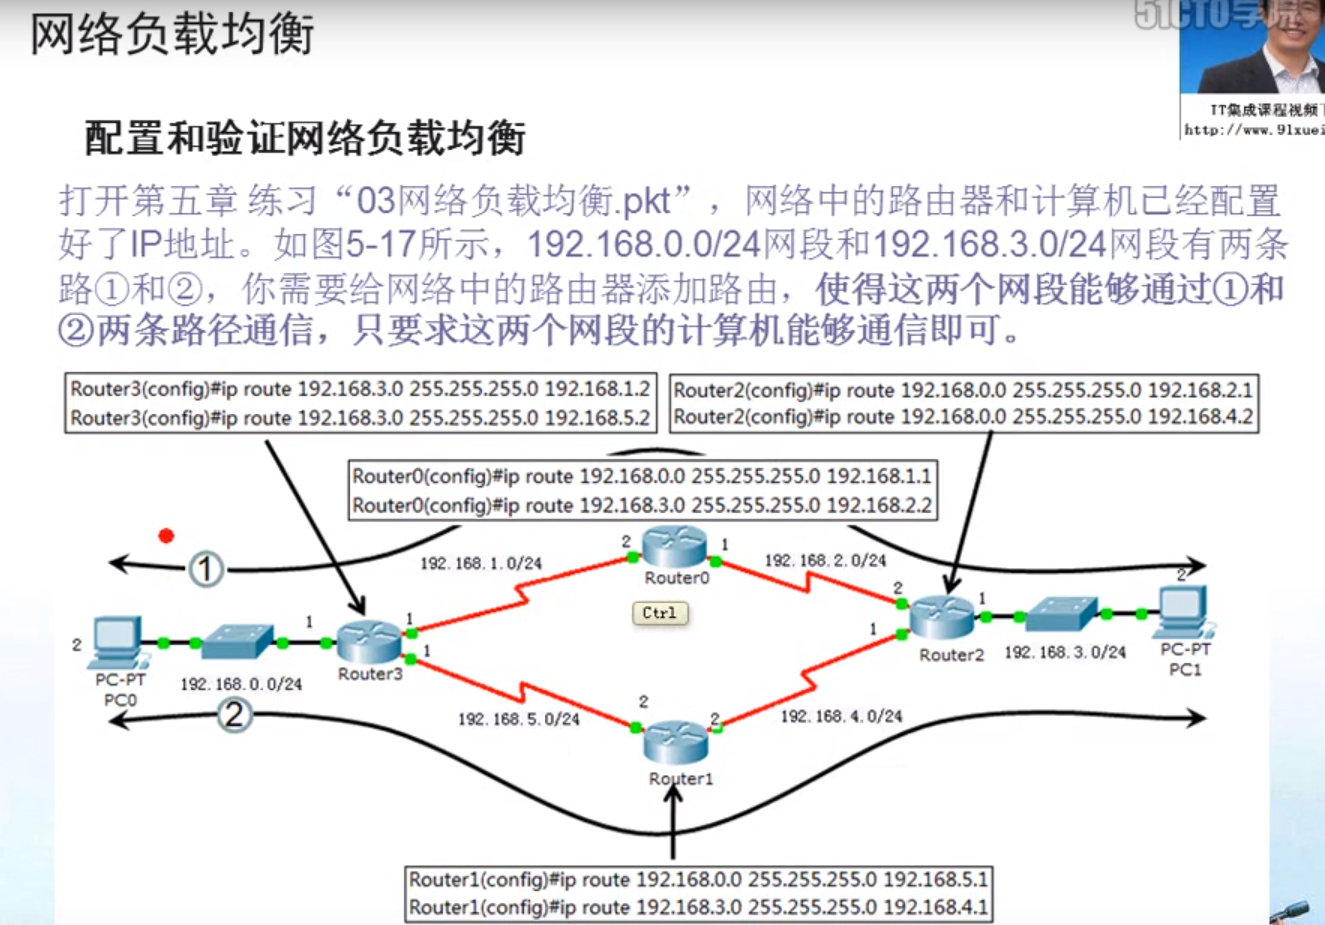 网络负载均衡
51CTO学院
IT集成课程视频
http://www.91xuei
配置和验证网络负载均衡
打开第五章 练习“03网络负载均衡.pkt”，网络中的路由器和计算机已经配置
好了IP地址。如图5-17所示，192.168.0.0/24网段和192.168.3.0/24网段有两条
路①和②，你需要给网络中的路由器添加路由，使得这两个网段能够通过①和
②两条路径通信，只要求这两个网段的计算机能够通信即可。
Router3(config)#ip route 192.168.3.0 255.255.255.0 192.168.1.2
Router3(config)#ip route 192.168.3.0 255.255.255.0 192.168.5.2
Router2(config)#ip route 192.168.0.0 255.255.255.0 192.168.2.1
Router2(config)#ip route 192.168.0.0 255.255.255.0 192.168.4.2
Router0(config)#ip route 192.168.0.0 255.255.255.0 192.168.1.1
Router0(config)#ip route 192.168.3.0 255.255.255.0 192.168.2.2
1
192.168.1.0/24
2
1
Router0
192.168.2.0/24
Ctrl
2
PC-PT
PC0
192.168.0.0/24
1
1
1
Router3
2
1
1
Router2
192.168.3.0/24
2
PC-PT
PC1
2
192.168.5.0/24
2
2
Router1
192.168.4.0/24
Router1(config)#ip route 192.168.0.0 255.255.255.0 192.168.5.1
Router1(config)#ip route 192.168.3.0 255.255.255.0 192.168.4.1